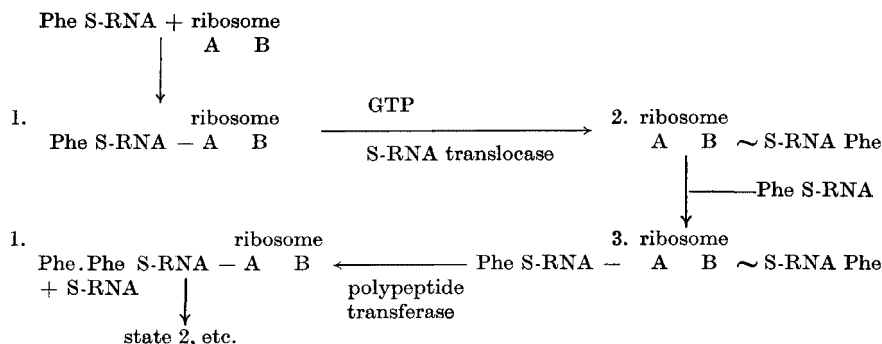 Phe S-RNA + ribosome
A B
1. ribosome
Phe S-RNA – A B
GTP
S-RNA translocase
2. ribosome
A B ~ S-RNA Phe
Phe S-RNA
3. ribosome
Phe S-RNA – A B ~ S-RNA Phe
polypeptide
transferase
1. ribosome
Phe.Phe S-RNA – A B
+ S-RNA
state 2, etc.